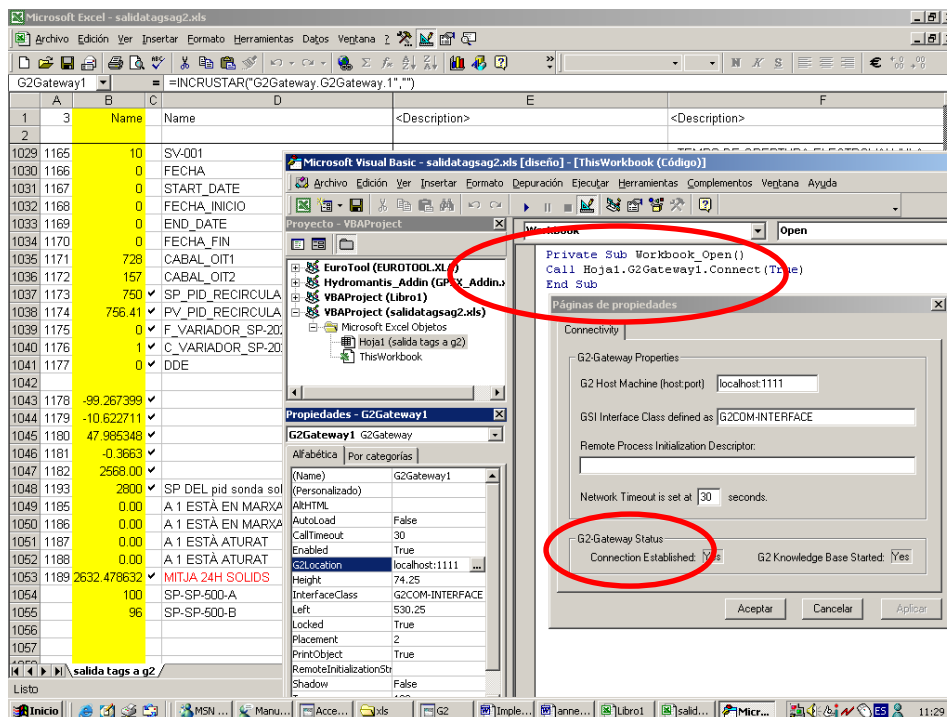 Microsoft Excel - salidatagsag2.xls
Archivo Edición Ver Insertar Formato Herramientas Datos Ventana ?
N K S €
G2Gateway1 = =INCRUSTAR("G2Gateway.G2Gateway.1";"")
A B C D E F
1 3 Name Name <Description> <Description>
2
1029 1165 10 SV-001
1030 1166 0 FECHA
1031 1167 0 START_DATE
1032 1168 0 FECHA_INICIO
1033 1169 0 END_DATE
1034 1170 0 FECHA_FIN
1035 1171 728 CABAL_OIT1
1036 1172 157 CABAL_OIT2
1037 1173 750 SP_PID_RECIRCULA
1038 1174 756.41 PV_PID_RECIRCULA
1039 1175 0 F_VARIADOR_SP-20
1040 1176 1 C_VARIADOR_SP-20
1041 1177 0 DDE
1042
1043 1178 -99.267399
1044 1179 -10.622711
1045 1180 47.985348
1046 1181 -0.3663
1047 1182 2568.00
1048 1193 2800 SP DEL pid sonda sol
1049 1185 0.00 A 1 ESTÀ EN MARXA
1050 1186 0.00 A 1 ESTÀ EN MARXA
1051 1187 0.00 A 1 ESTÀ ATURAT
1052 1188 0.00 A 1 ESTÀ ATURAT
1053 1189 2632.478632 MITJA 24H SOLIDS
1054 100 SP-SP-500-A
1055 96 SP-SP-500-B
1056
1057
salida tags a g2
Listo
Microsoft Visual Basic - salidatagsag2.xls [diseño] - [ThisWorkbook (Código)]
Archivo Edición Ver Insertar Formato Depuración Ejecutar Herramientas Complementos Ventana Ayuda
Proyecto - VBAProject
EuroTool (EUROTOOL.XLA)
Hydromantis_Addin (GPSX_Addin.x
VBAProject (Libro1)
VBAProject (salidatagsag2.xls)
Microsoft Excel Objetos
Hoja1 (salida tags a g2)
ThisWorkbook
Workbook Open
Private Sub Workbook_Open()
Call Hoja1.G2Gateway1.Connect(True)
End Sub
Propiedades - G2Gateway1
G2Gateway1 G2Gateway
Alfabética Por categorías
(Name) G2Gateway1
(Personalizado)
AltHTML
AutoLoad False
CallTimeout 30
Enabled True
G2Location localhost:1111 ...
Height 74.25
InterfaceClass G2COM-INTERFACE
Left 530.25
Locked True
Placement 2
PrintObject True
RemoteInitializationStr
Shadow False
Páginas de propiedades
Connectivity
G2-Gateway Properties
G2 Host Machine (host:port) localhost:1111
GSI Interface Class defined as G2COM-INTERFACE
Remote Process Initialization Descriptor:
Network Timeout is set at 30 seconds.
G2-Gateway Status
Connection Established: Yes G2 Knowledge Base Started: Yes
Aceptar Cancelar Aplicar
Inicio MSN ... Manu... Acce... xls G2 Imple... anne... Libro1 salid... Micr... ES 11:29